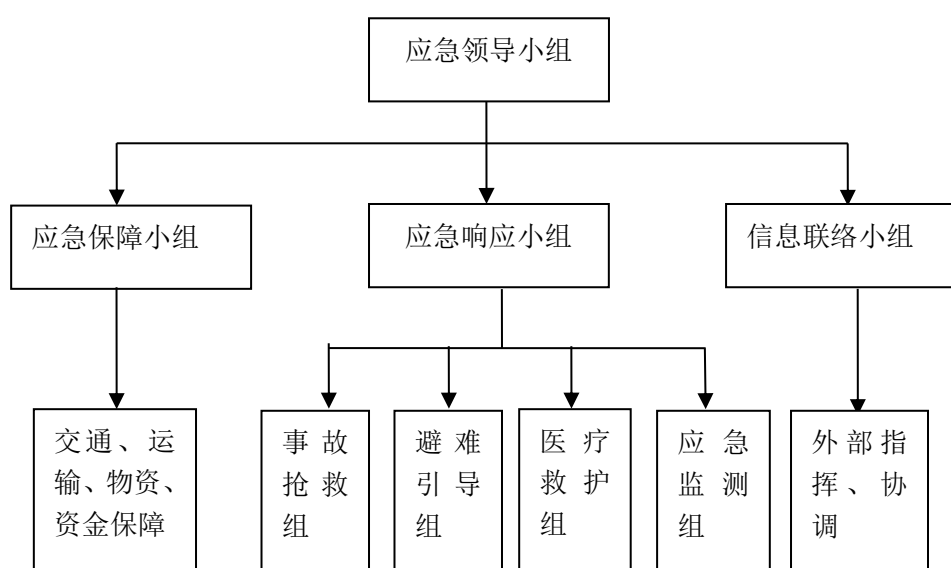 应急领导小组
应急保障小组
应急响应小组
信息联络小组
交通、运
输、物资、
资金保障
事故
抢救
组
避难
引导
组
医疗
救护
组
应急
监测
组
外部指
挥、协
调